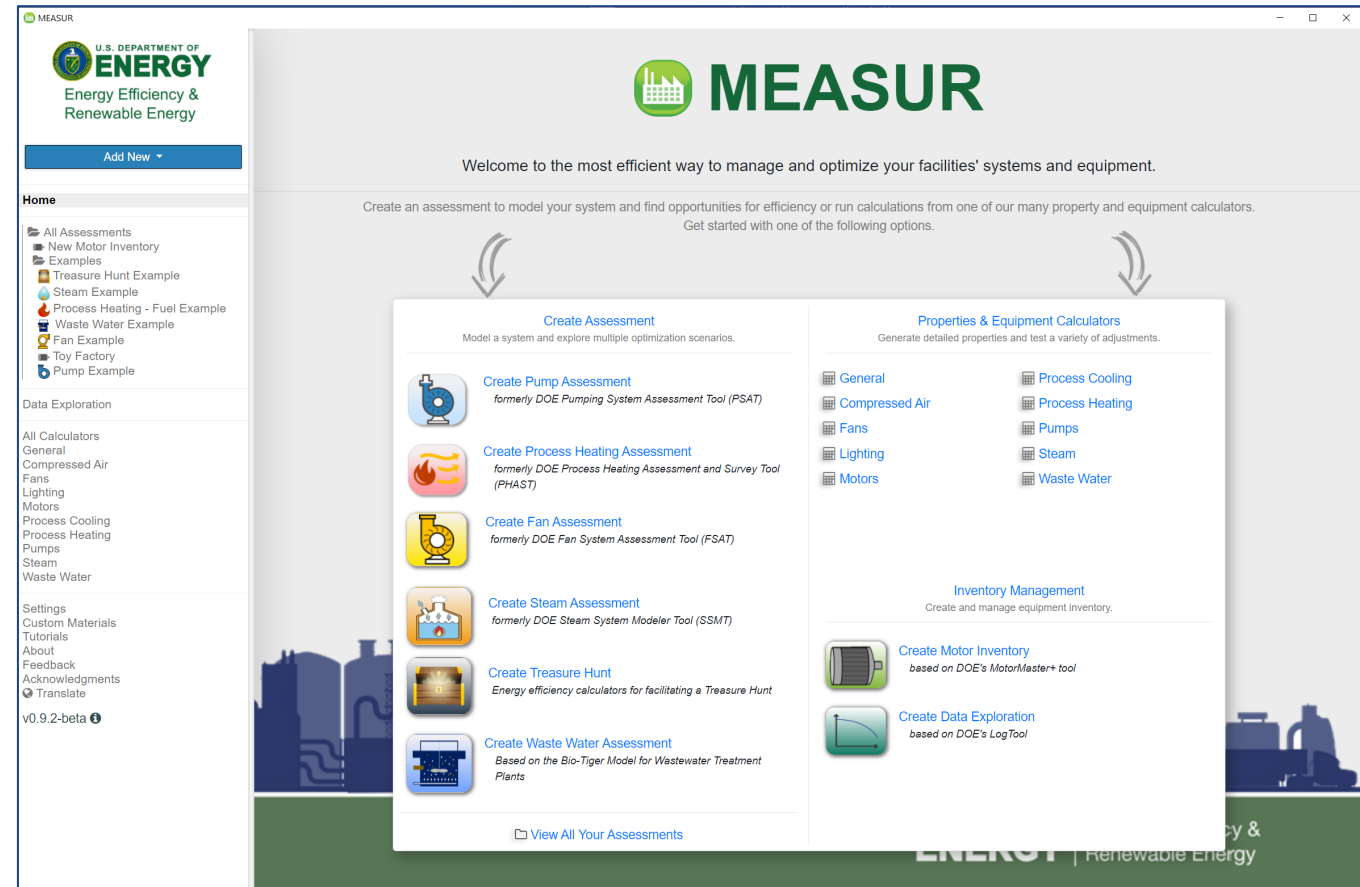 MEASUR
U.S. DEPARTMENT OF
ENERGY
Energy Efficiency &
Renewable Energy
Add New
Home
All Assessments
New Motor Inventory
Examples
Treasure Hunt Example
Steam Example
Process Heating - Fuel Example
Waste Water Example
Fan Example
Toy Factory
Pump Example
Data Exploration
All Calculators
General
Compressed Air
Fans
Lighting
Motors
Process Cooling
Process Heating
Pumps
Steam
Waste Water
Settings
Custom Materials
Tutorials
About
Feedback
Acknowledgments
Translate
v0.9.2-beta
MEASUR
Welcome to the most efficient way to manage and optimize your facilities' systems and equipment.
Create an assessment to model your system and find opportunities for efficiency or run calculations from one of our many property and equipment calculators.
Get started with one of the following options.
Create Assessment
Model a system and explore multiple optimization scenarios.
Create Pump Assessment
formerly DOE Pumping System Assessment Tool (PSAT)
Create Process Heating Assessment
formerly DOE Process Heating Assessment and Survey Tool
(PHAST)
Create Fan Assessment
formerly DOE Fan System Assessment Tool (FSAT)
Create Steam Assessment
formerly DOE Steam System Modeler Tool (SSMT)
Create Treasure Hunt
Energy efficiency calculators for facilitating a Treasure Hunt
Create Waste Water Assessment
Based on the Bio-Tiger Model for Wastewater Treatment
Plants
View All Your Assessments
Properties & Equipment Calculators
Generate detailed properties and test a variety of adjustments.
General
Process Cooling
Compressed Air
Process Heating
Fans
Pumps
Lighting
Steam
Motors
Waste Water
Inventory Management
Create and manage equipment inventory.
Create Motor Inventory
based on DOE's MotorMaster+ tool
Create Data Exploration
based on DOE's LogTool
cy &
ENERGY
Renewable Energy